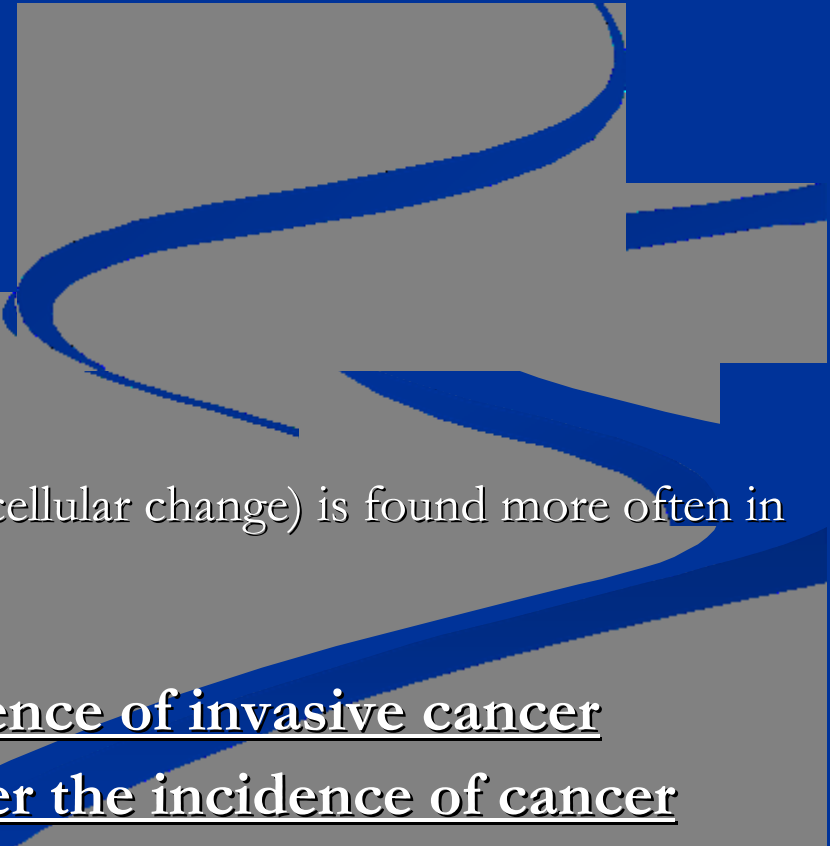 cellular change) is found more often in
ence of invasive cancer
er the incidence of cancer